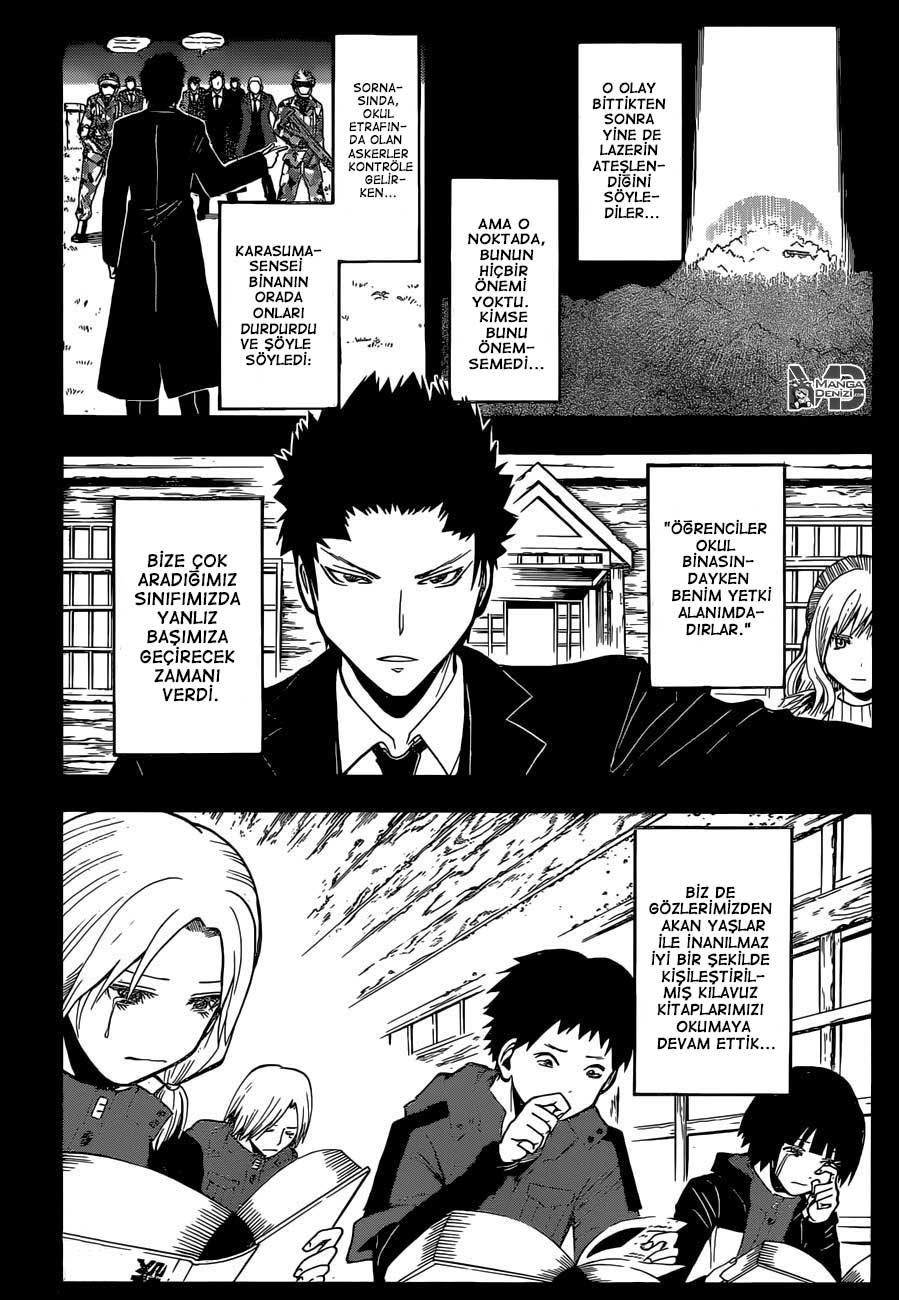 O OLAY
BİTTİKTEN
SONRA
YİNE DE
LAZERİN
ATEŞLEN-
DİĞİNİ
SÖYLE-
DİLER...
AMA O
NOKTADA,
BUNUN
HİÇBİR
ÖNEMİ
YOKTU.
KİMSE
BUNU
ÖNEM-
SEMEDİ...
SORNA-
SINDA,
OKUL
ETRAFIN-
DA OLAN
ASKERLER
KONTRÖLE
GELİR-
KEN...
KARASUMA-
SENSEİ
BİNANIN
ORADA
ONLARI
DURDURDU
VE ŞÖYLE
SÖYLEDİ:
MANGA
DENİZİ.com
"ÖĞRENCİLER
OKUL
BİNASIN-
DAYKEN
BENİM YETKİ
ALANIMDA-
DIRLAR."
BİZE ÇOK
ARADIĞIMIZ
SINIFIMIZDA
YANLIZ
BAŞIMIZA
GEÇİRECEK
ZAMANI
VERDİ.
BİZ DE
GÖZLERİMİZDEN
AKAN YAŞLAR
İLE İNANILMAZ
İYİ BİR ŞEKİLDE
KİŞİLEŞTİRİL-
MİŞ KILAVUZ
KİTAPLARIMIZI
OKUMAYA
DEVAM ETTİK...